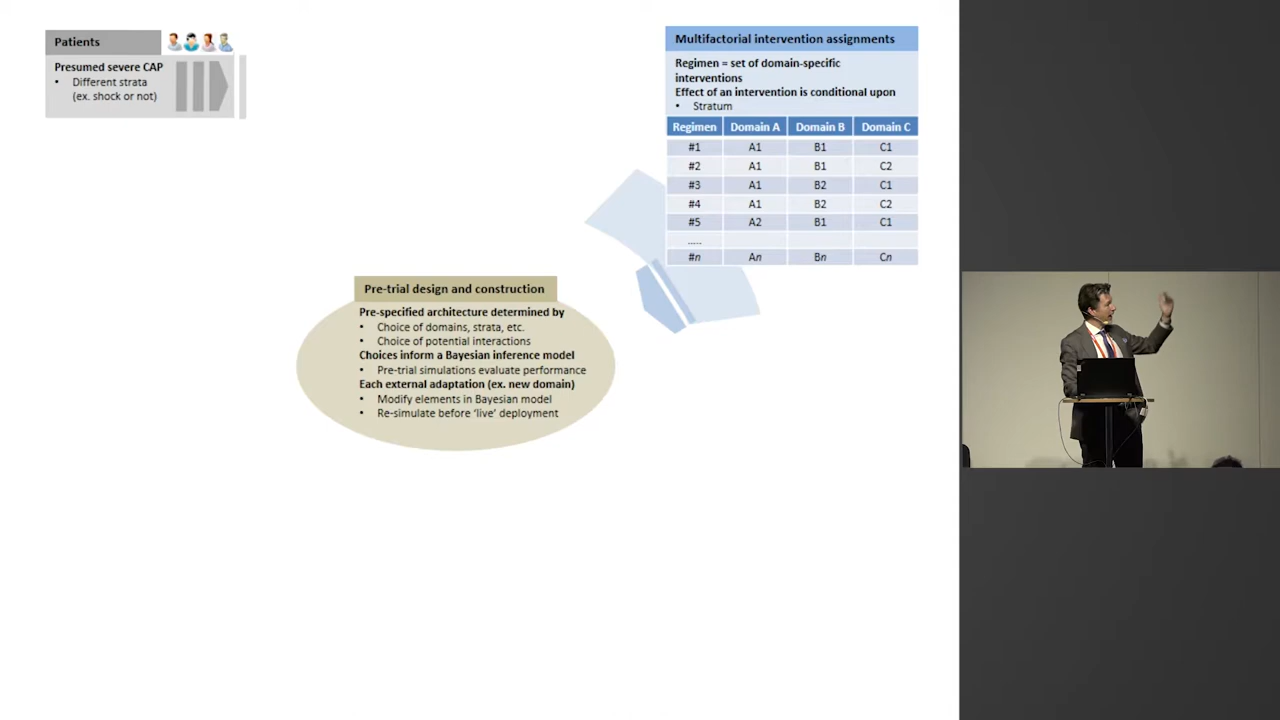 Patients
Presumed severe CAP
• Different strata
(ex. shock or not)
Multifactorial intervention assignments
Regimen = set of domain-specific
interventions
Effect of an intervention is conditional upon
• Stratum
Regimen Domain A Domain B Domain C
#1 A1 B1 C1
#2 A1 B1 C2
#3 A1 B2 C1
#4 A1 B2 C2
#5 A2 B1 C1
.....
#n An Bn Cn
Pre-trial design and construction
Pre-specified architecture determined by
• Choice of domains, strata, etc.
• Choice of potential interactions
Choices inform a Bayesian inference model
• Pre-trial simulations evaluate performance
Each external adaptation (ex. new domain)
• Modify elements in Bayesian model
• Re-simulate before ‘live’ deployment